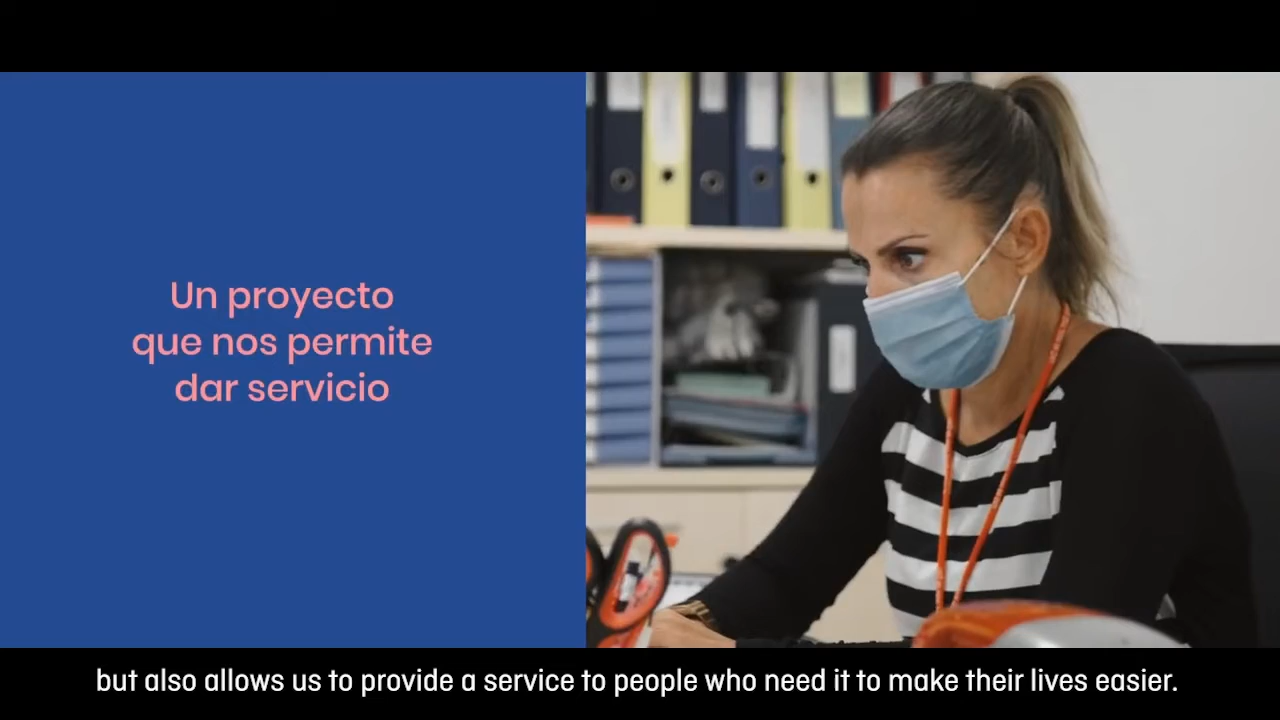 Un proyecto
que nos permite
dar servicio
but also allows us to provide a service to people who need it to make their lives easier.